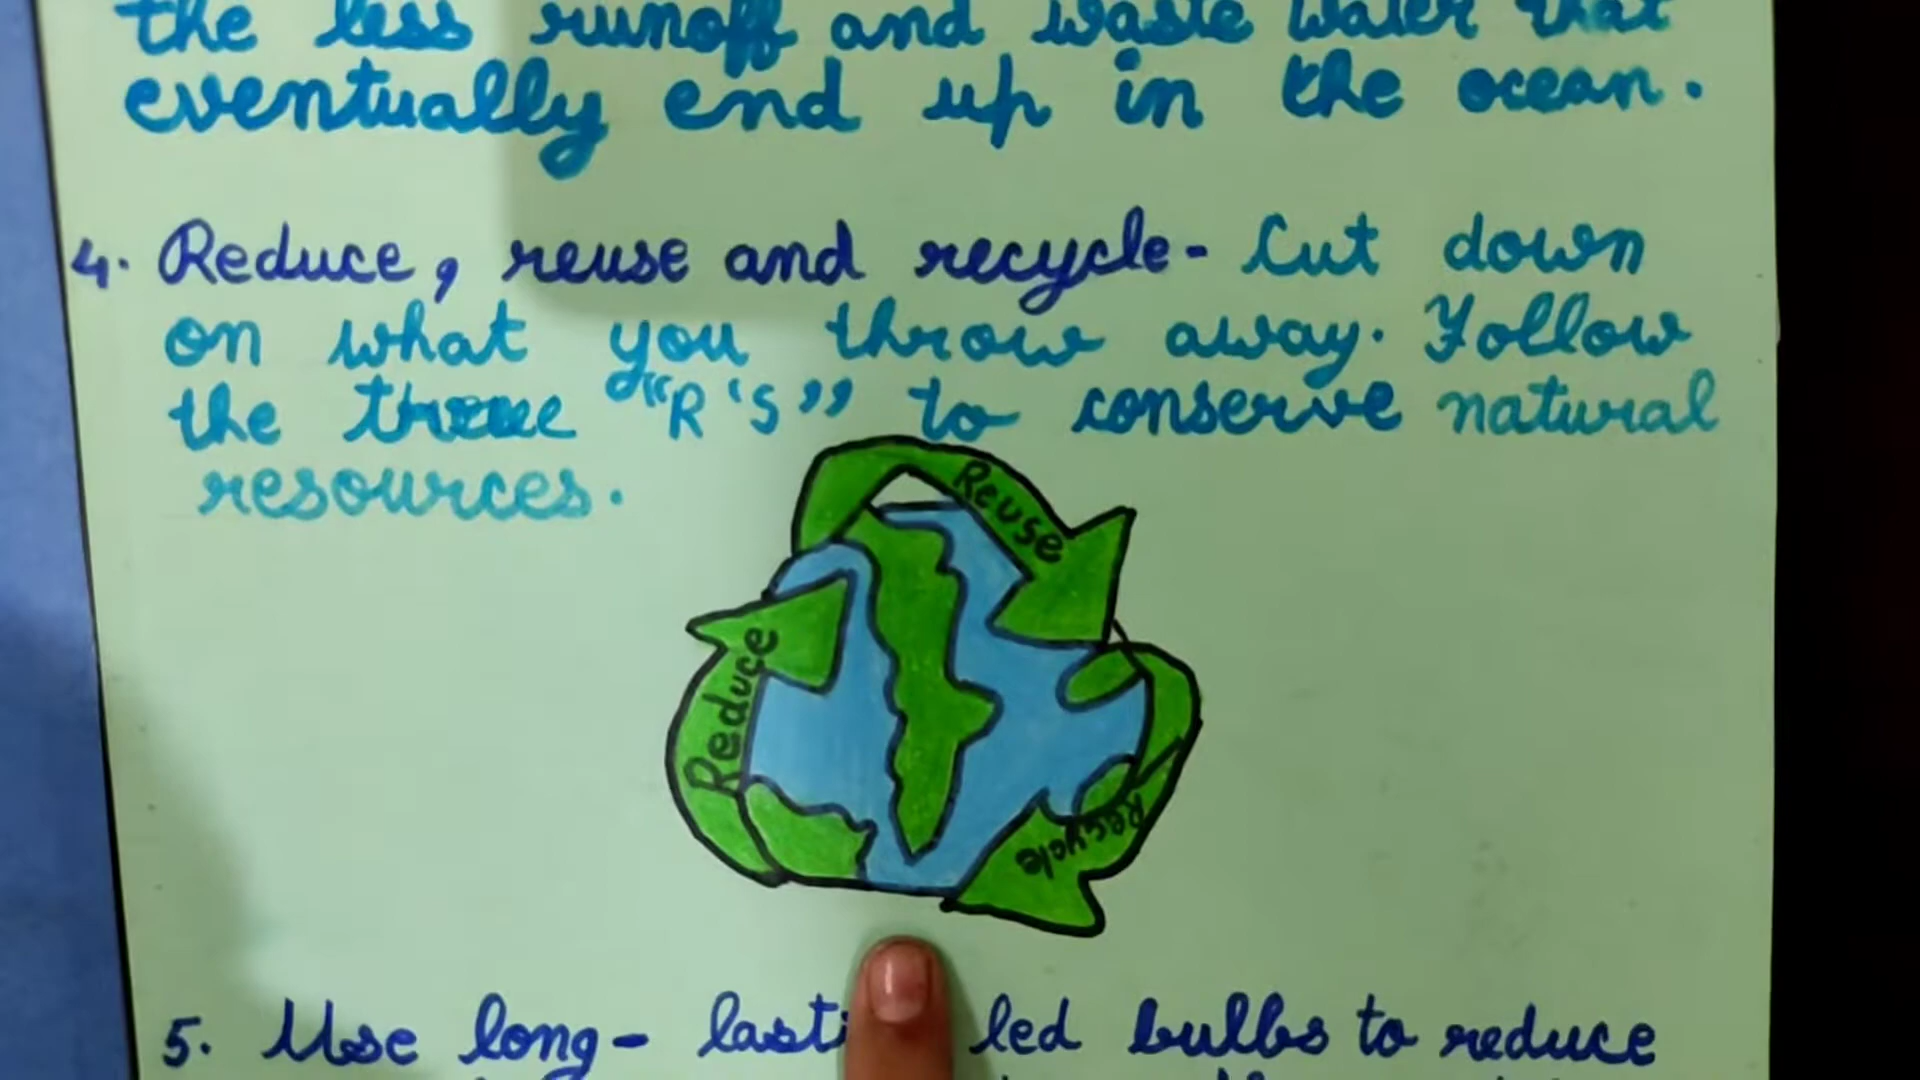 the less runoff and waste water that
eventually end up in the ocean.
4. Reduce, reuse and recycle- Cut down
on what you throw away. Follow
the three "R'S" to conserve natural
resources.
Reuse
Reduce
Recycle
5. Use long- led bulbs to reduce